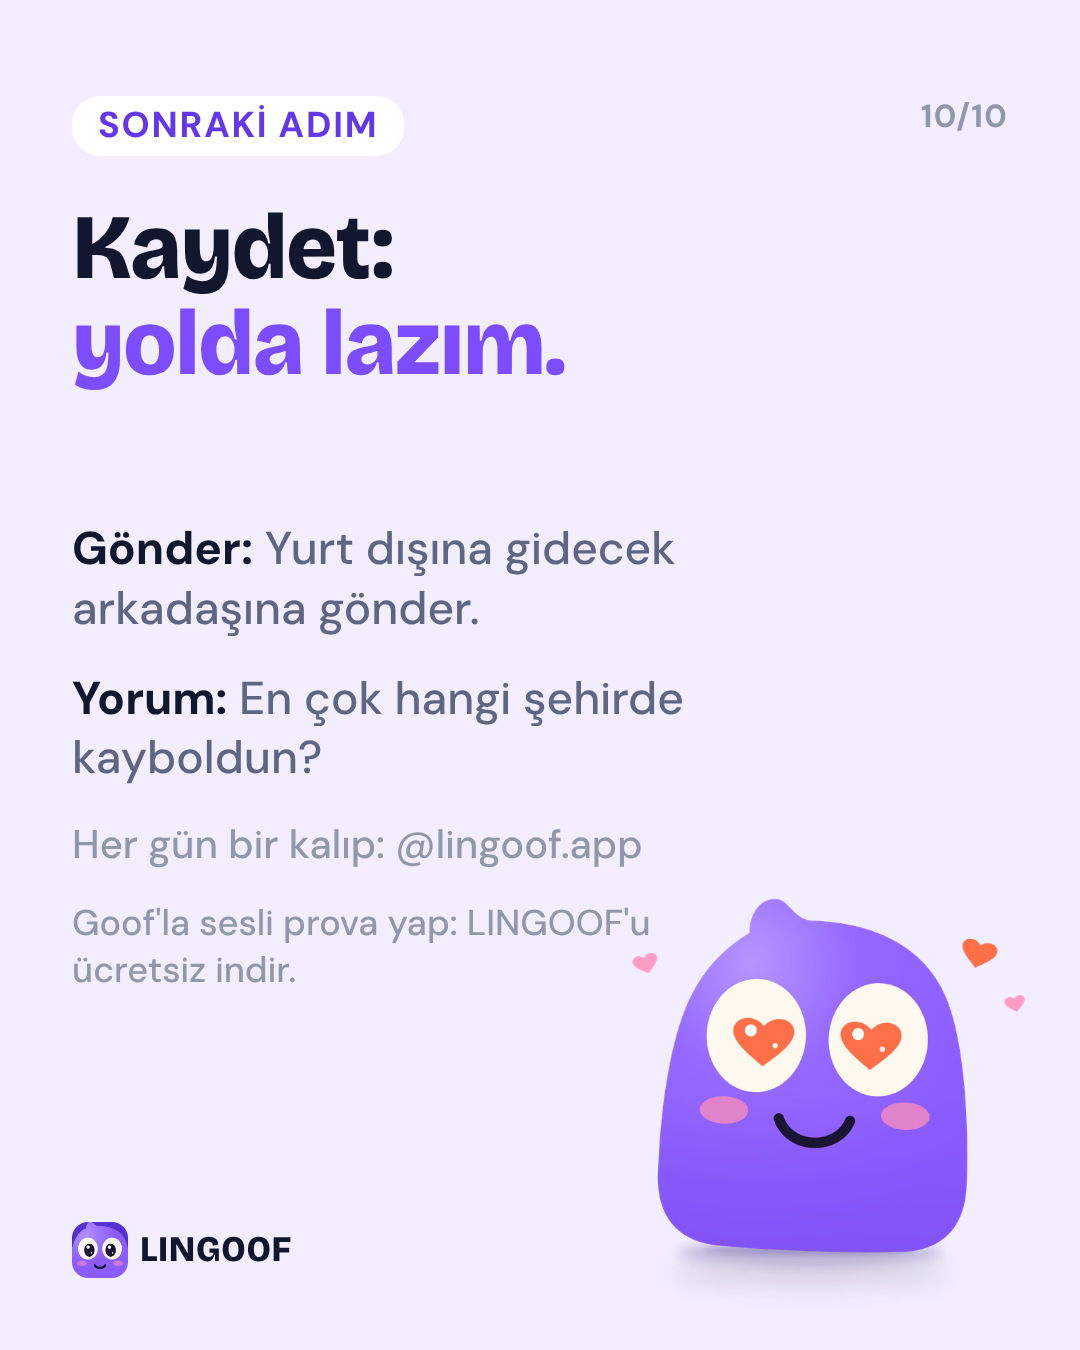 SONRAKİ ADIM
10/10
Kaydet:
yolda lazım.
Gönder: Yurt dışına gidecek
arkadaşına gönder.
Yorum: En çok hangi şehirde
kayboldun?
Her gün bir kalıp: @lingoof.app
Goof'la sesli prova yap: LINGOOF'u
ücretsiz indir.
LINGOOF